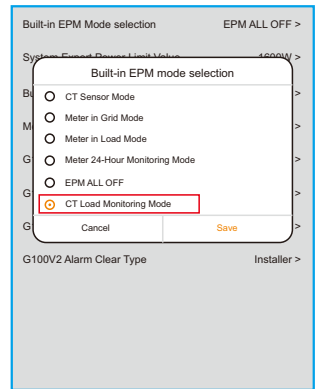 Built-in EPM Mode selection EPM ALL OFF >
System Export Power Limit Value 1600W >
Built-in EPM mode selection
Bu >
CT Sensor Mode
Meter in Grid Mode
M >
Meter in Load Mode
G Meter 24-Hour Monitoring Mode >
EPM ALL OFF
G >
CT Load Monitoring Mode
G Cancel Save >
G100V2 Alarm Clear Type Installer >